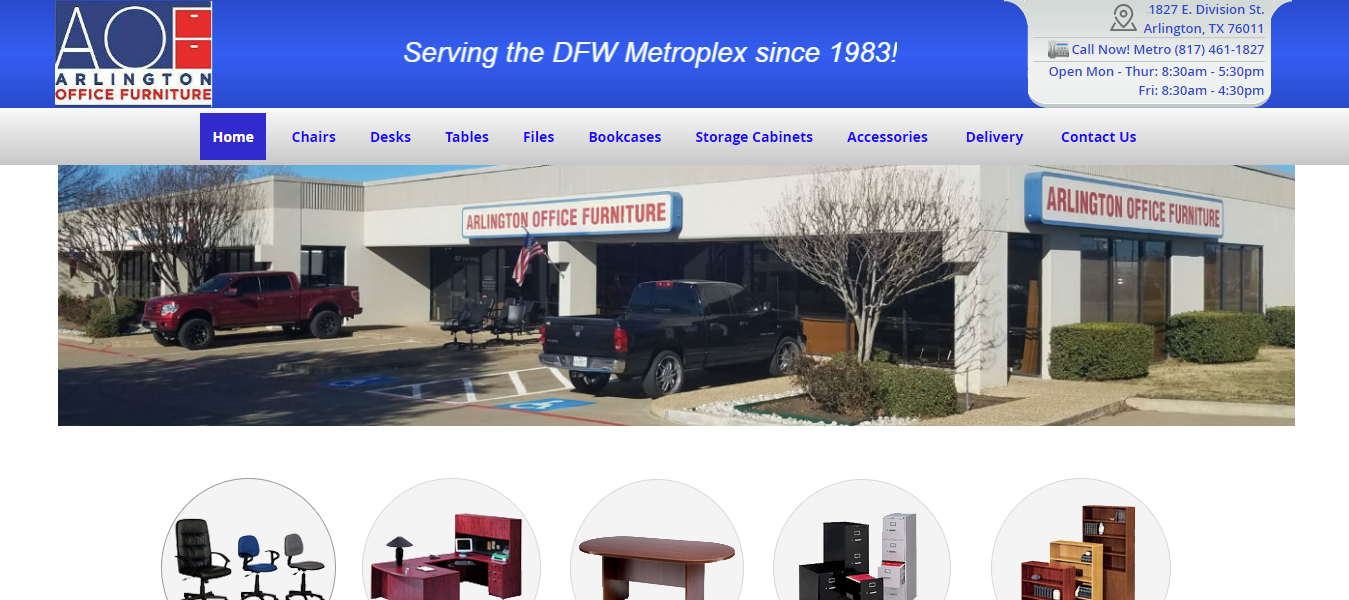 AOF
ARLINGTON
OFFICE FURNITURE
Serving the DFW Metroplex since 1983!
1827 E. Division St.
Arlington, TX 76011
Call Now! Metro (817) 461-1827
Open Mon - Thur: 8:30am - 5:30pm
Fri: 8:30am - 4:30pm
Home Chairs Desks Tables Files Bookcases Storage Cabinets Accessories Delivery Contact Us
ARLINGTON OFFICE FURNITURE
ARLINGTON OFFICE FURNITURE